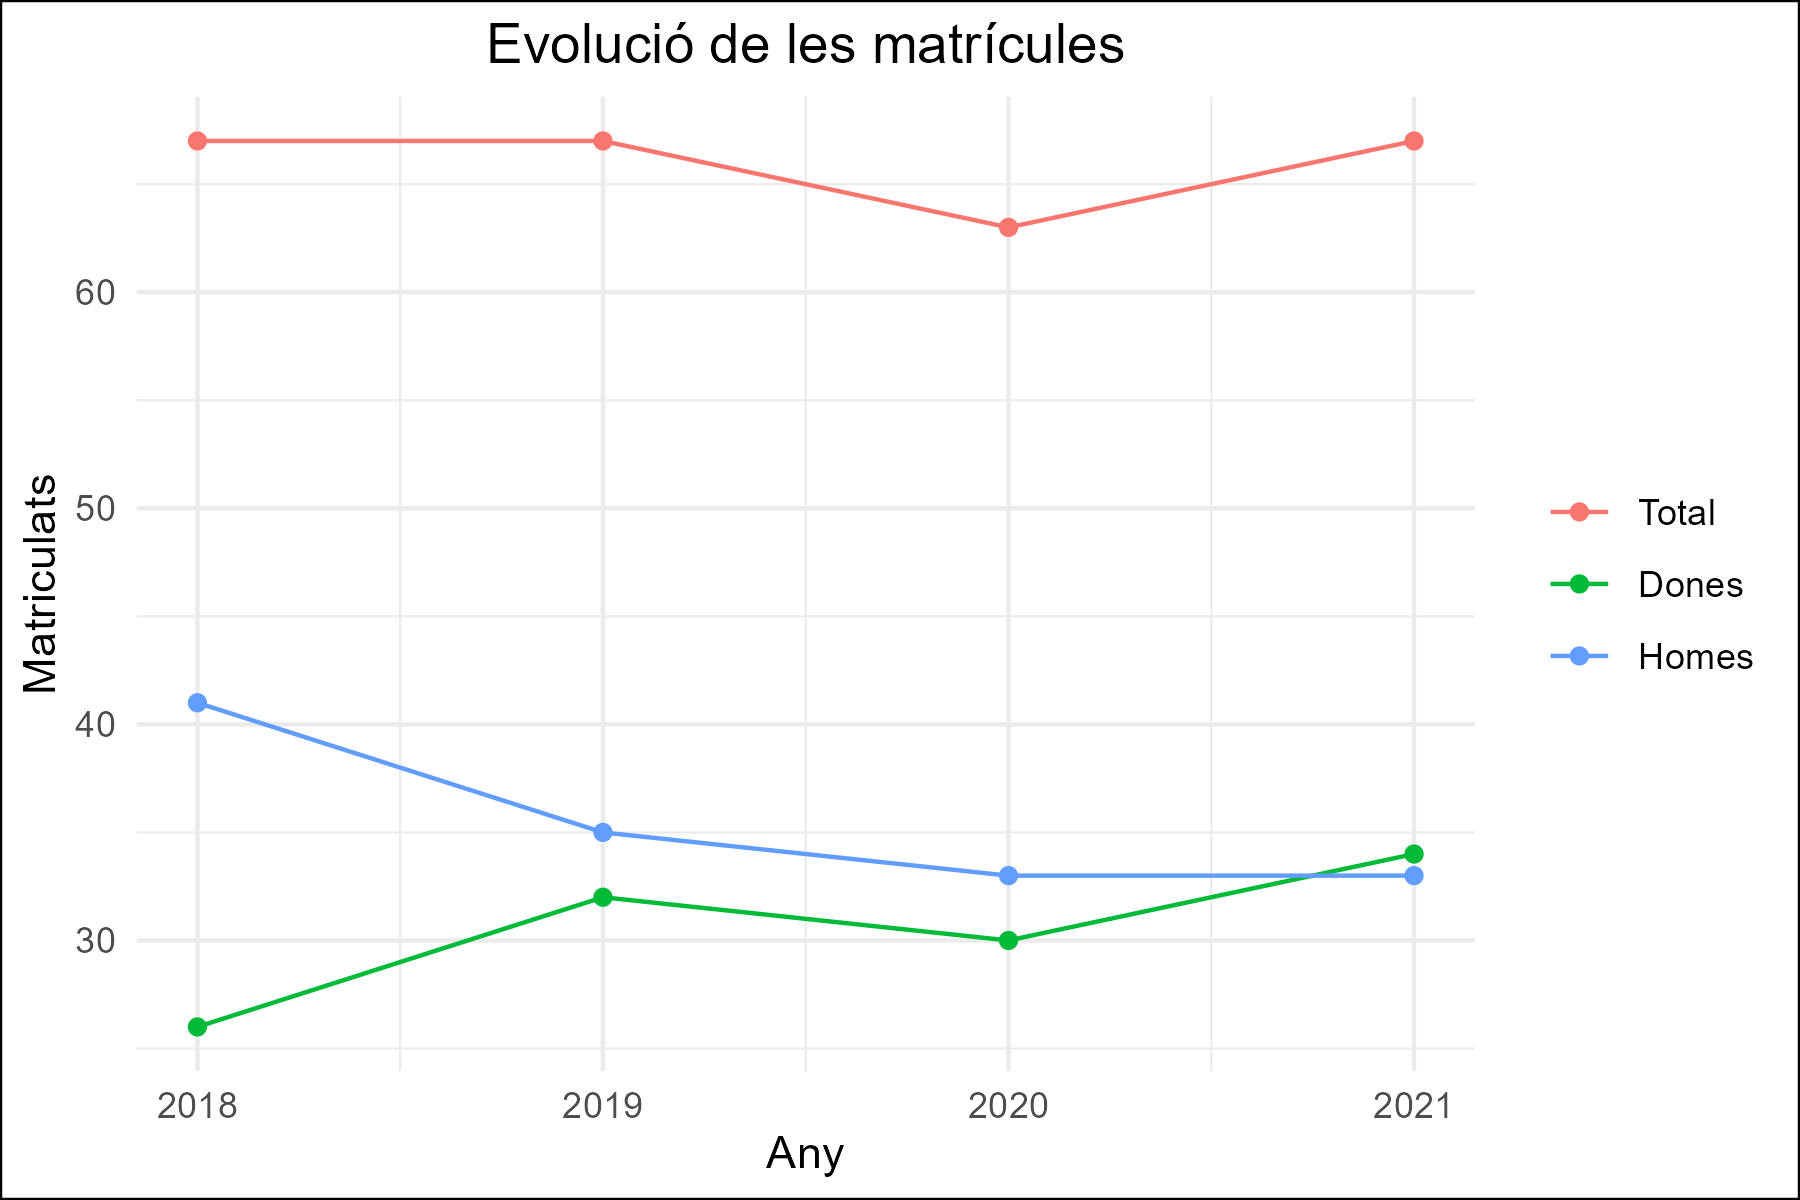 Evolució de les matrícules
Matriculats
60
50
40
30
2018
2019
2020
2021
Any
Total
Dones
Homes